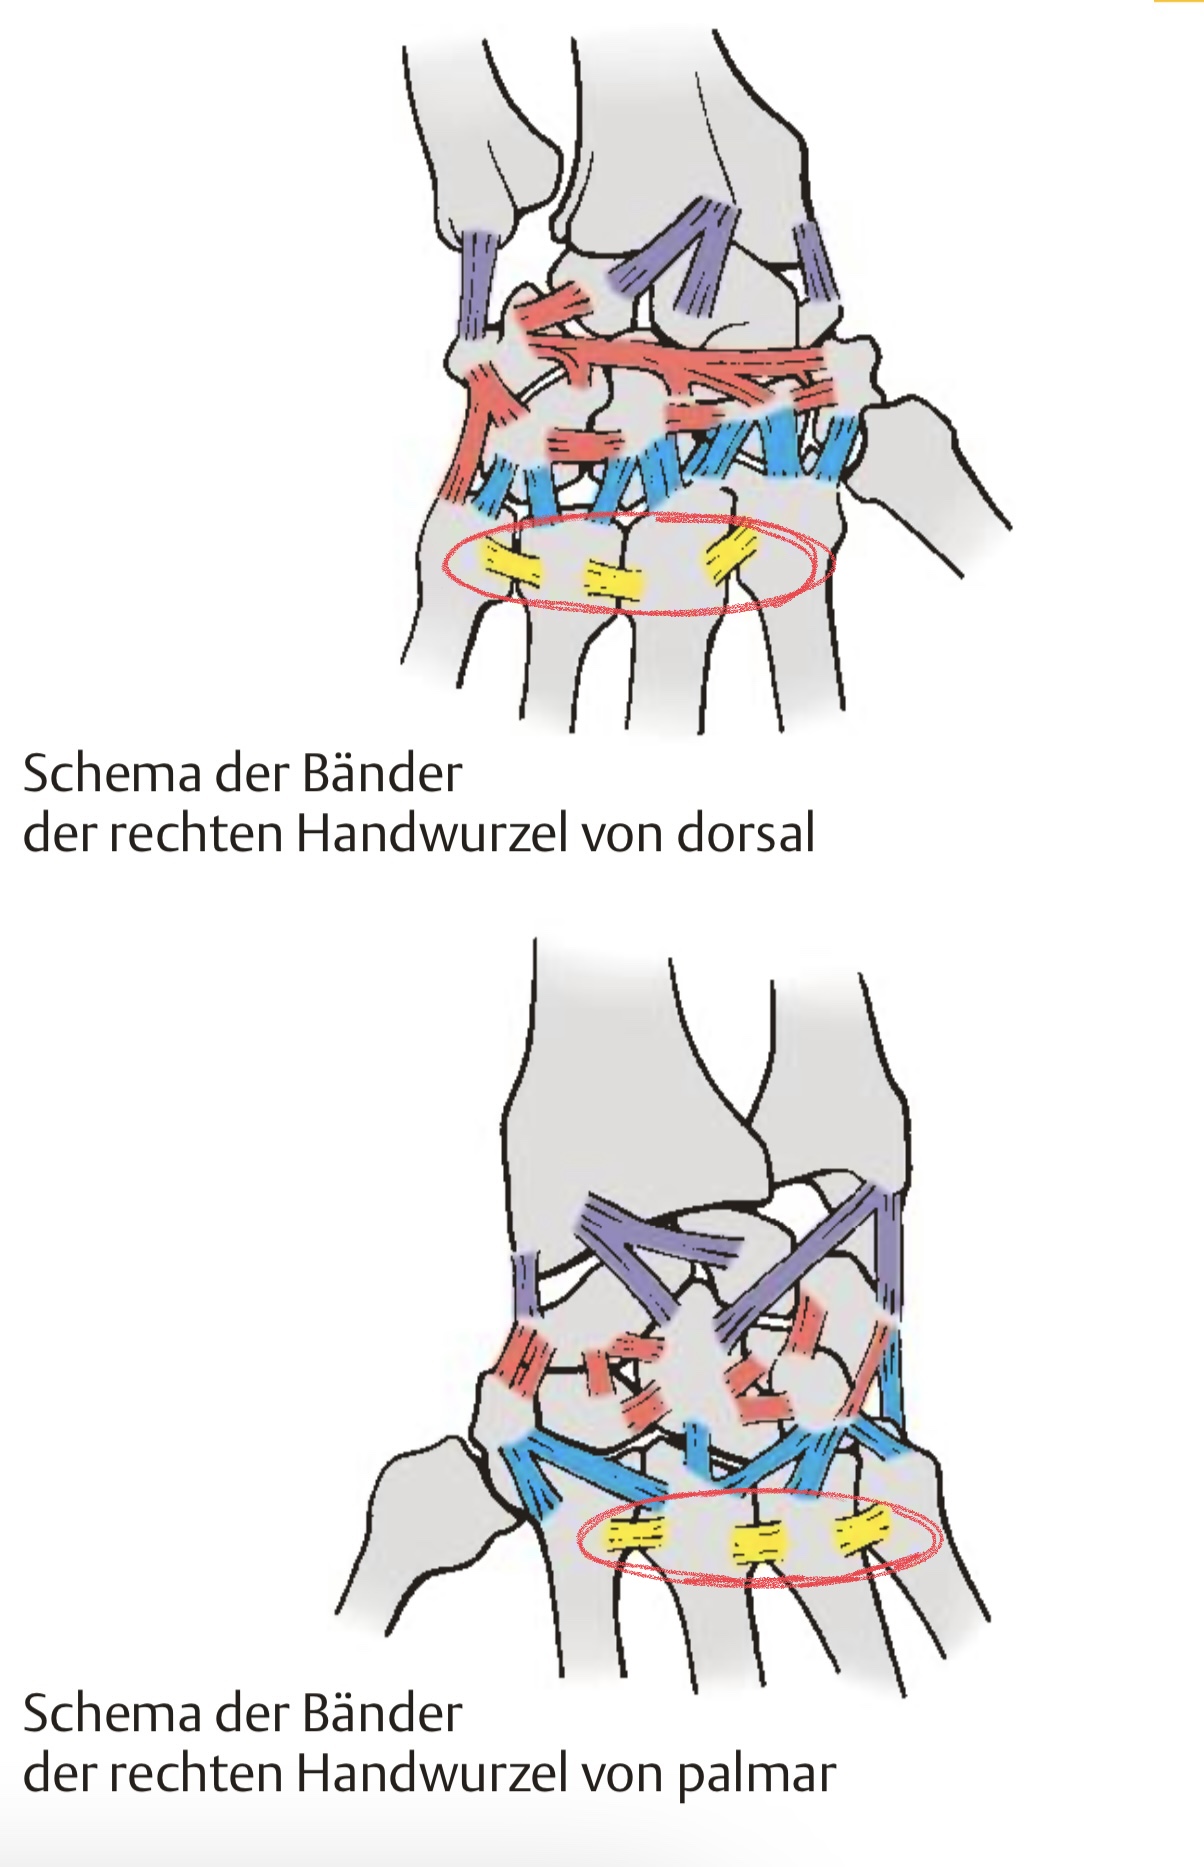 Schema der Bänder
der rechten Handwurzel von dorsal
Schema der Bänder
der rechten Handwurzel von palmar